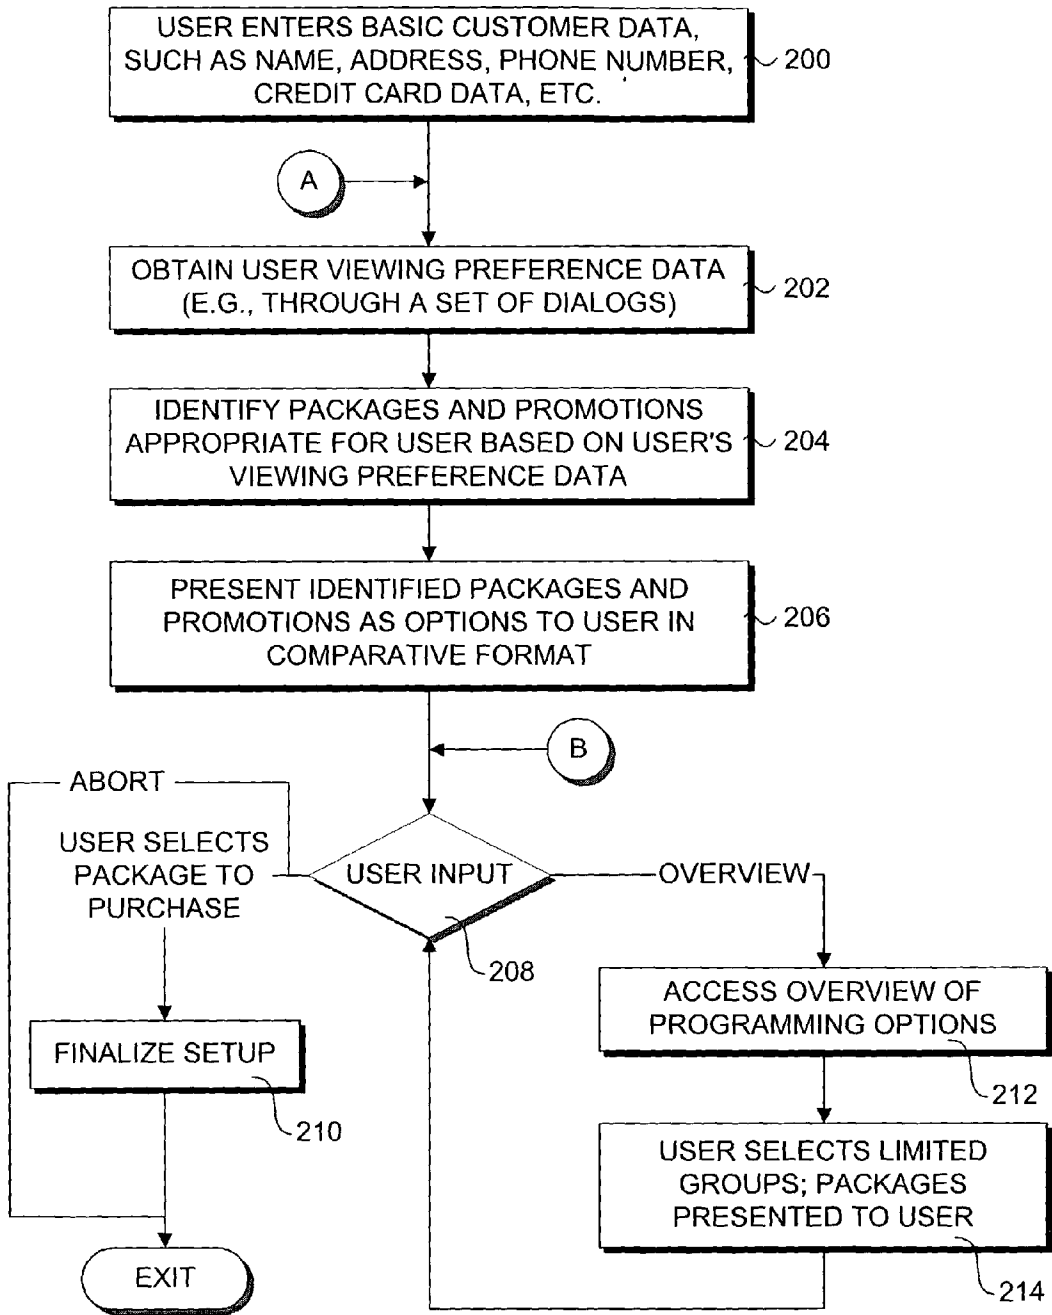 USER ENTERS BASIC CUSTOMER DATA,
SUCH AS NAME, ADDRESS, PHONE NUMBER,
CREDIT CARD DATA, ETC.
200
A
OBTAIN USER VIEWING PREFERENCE DATA
(E.G., THROUGH A SET OF DIALOGS)
202
IDENTIFY PACKAGES AND PROMOTIONS
APPROPRIATE FOR USER BASED ON USER'S
VIEWING PREFERENCE DATA
204
PRESENT IDENTIFIED PACKAGES AND
PROMOTIONS AS OPTIONS TO USER IN
COMPARATIVE FORMAT
206
B
ABORT
USER SELECTS
PACKAGE TO
PURCHASE
USER INPUT
208
OVERVIEW
FINALIZE SETUP
210
ACCESS OVERVIEW OF
PROGRAMMING OPTIONS
212
USER SELECTS LIMITED
GROUPS; PACKAGES
PRESENTED TO USER
214
EXIT